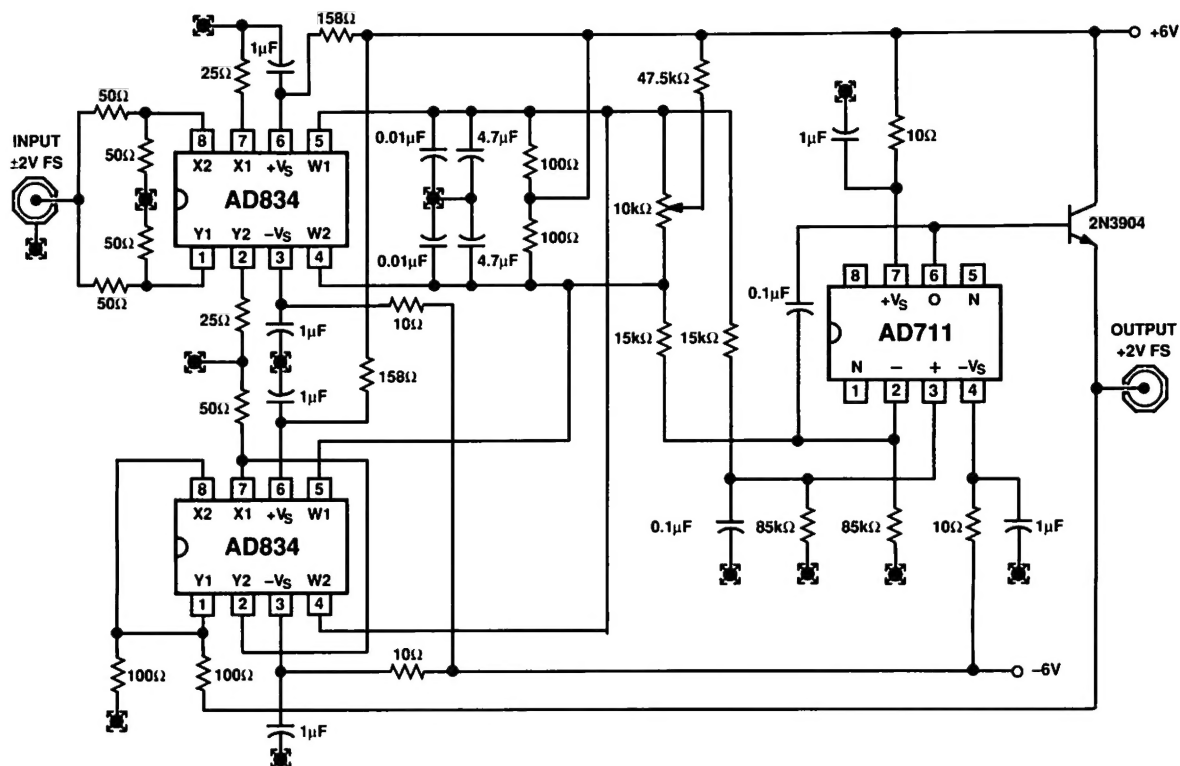 158Ω
+6V
1µF
25Ω
47.5kΩ
50Ω
INPUT
±2V FS
50Ω
8 7 6 5
X2 X1 +VS W1
AD834
Y1 Y2 −VS W2
1 2 3 4
50Ω
50Ω
0.01µF
4.7µF
100Ω
10kΩ
0.01µF
4.7µF
100Ω
1µF
10Ω
2N3904
8 7 6 5
+VS O N
AD711
N − + −VS
1 2 3 4
0.1µF
OUTPUT
+2V FS
25Ω
1µF
10Ω
15kΩ
15kΩ
50Ω
1µF
158Ω
8 7 6 5
X2 X1 +VS W1
AD834
Y1 Y2 −VS W2
1 2 3 4
0.1µF
85kΩ
85kΩ
10Ω
1µF
100Ω
100Ω
10Ω
−6V
1µF